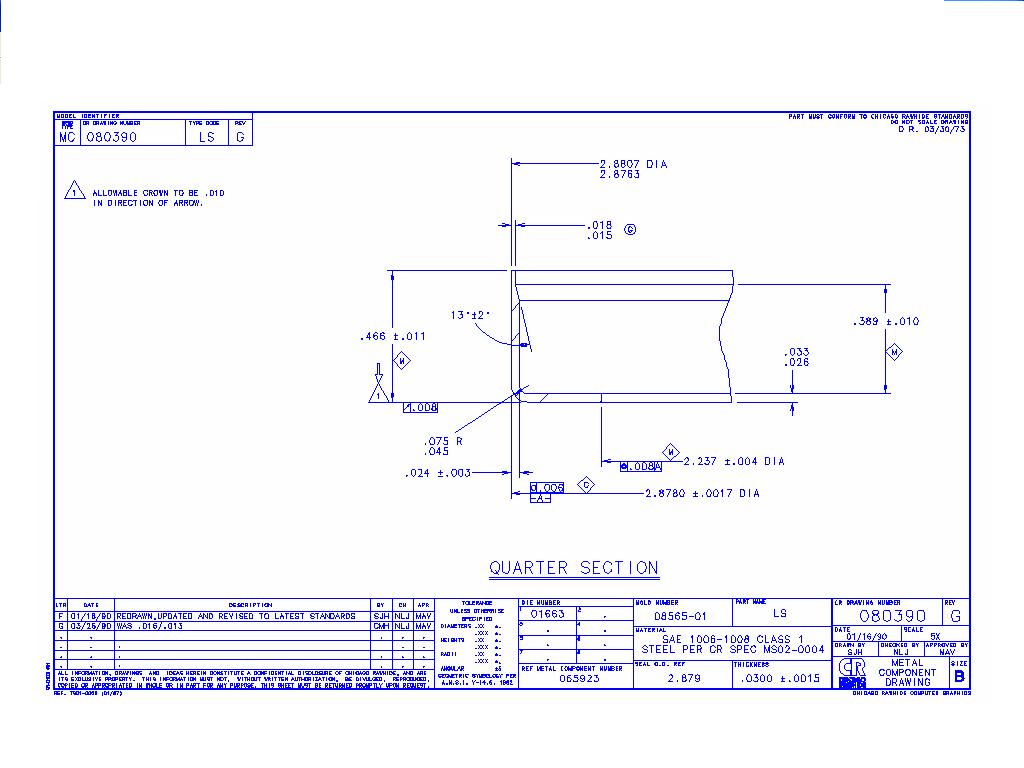 MODEL IDENTIFIER
CR DRAWING NUMBER
TYPE CODE
REV
MC 080390 LS G
PART MUST CONFORM TO CHICAGO RAWHIDE STANDARDS
DO NOT SCALE DRAWING
D.R. 03/30/73
1 ALLOWABLE CROWN TO BE .010
IN DIRECTION OF ARROW.
2.8807 DIA
2.8763
.018
.015 G
13°±2°
.466 ±.011
M
1
.008
.389 ±.010
M
.033
.026
.075 R
.045
M
.008 A 2.237 ±.004 DIA
.024 ±.003
.006
-A-
2.8780 ±.0017 DIA
QUARTER SECTION
LTR DATE DESCRIPTION BY CH APR
F 01/16/90 REDRAWN,UPDATED AND REVISED TO LATEST STANDARDS SJH NLJ MAV
G 03/26/90 WAS .016/.013 CMH NLJ MAV
ALL INFORMATION, DRAWINGS AND IDEAS HEREIN CONSTITUTE A CONFIDENTIAL DISCLOSURE OF CHICAGO RAWHIDE, AND ARE
ITS EXCLUSIVE PROPERTY. THIS INFORMATION MUST NOT, WITHOUT WRITTEN AUTHORIZATION, BE DIVULGED, REPRODUCED,
COPIED OR APPROPRIATED IN WHOLE OR IN PART FOR ANY PURPOSE. THIS SHEET MUST BE RETURNED PROMPTLY UPON REQUEST.
TOLERANCE
UNLESS OTHERWISE
SPECIFIED
DIAMETERS .XX ±.
.XXX ±.
HEIGHTS .XX ±.
.XXX ±.
RADII .XX ±.
.XXX ±.
ANGULAR
GEOMETRIC SYMBOLOGY PER
A.N.S.I. Y-14.5, 1982
DIE NUMBER
1 01663 2
3 4
5 6
7
REF METAL COMPONENT NUMBER
065923
MOLD NUMBER
D8565-01
PART NAME
LS
MATERIAL
SAE 1006-1008 CLASS 1
STEEL PER CR SPEC MS02-0004
SEAL O.D. REF
2.879
THICKNESS
.0300 ±.0015
CR DRAWING NUMBER
080390
REV
G
DATE
01/16/90
SCALE
5X
DRAWN BY
SJH
CHECKED BY
NLJ
APPROVED BY
MAV
CR
METAL
COMPONENT
DRAWING
SIZE
B
CHICAGO RAWHIDE COMPUTER GRAPHICS